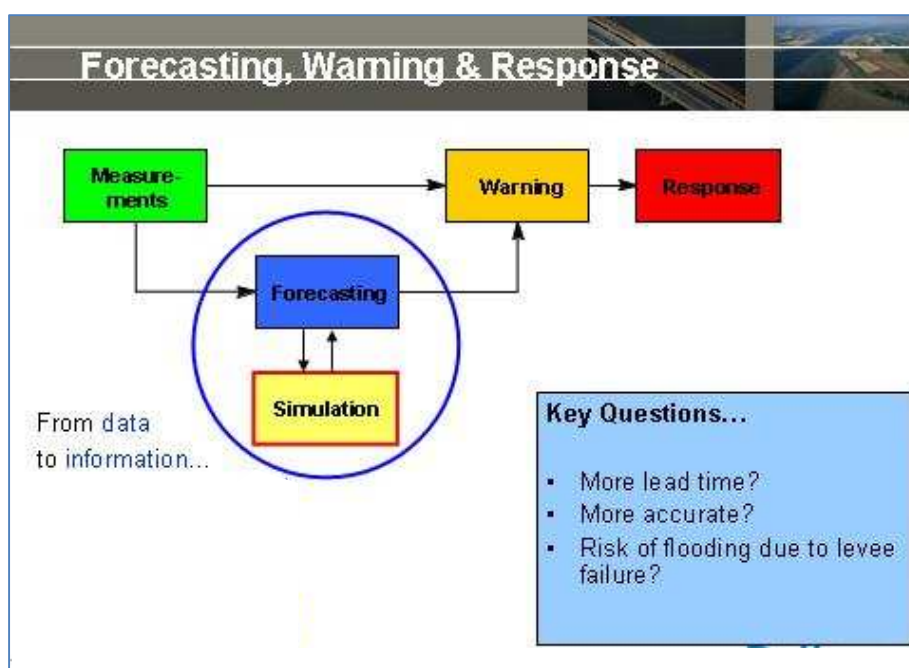 Forecasting, Warning & Response
Measure-
ments
Warning
Response
Forecasting
Simulation
From data
to information...
Key Questions...
▪ More lead time?
▪ More accurate?
▪ Risk of flooding due to levee
failure?